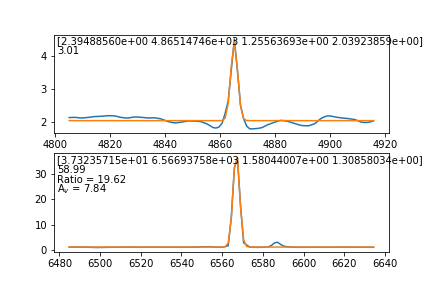 [2.39488560e+00 4.86514746e+03 1.25563693e+00 2.03923859e+00]
3.01
4
3
2
4800 4820 4840 4860 4880 4900 4920
[3.73235715e+01 6.56693758e+03 1.58044007e+00 1.30858034e+00]
58.99
Ratio = 19.62
Av = 7.84
30
20
10
0
6480 6500 6520 6540 6560 6580 6600 6620 6640